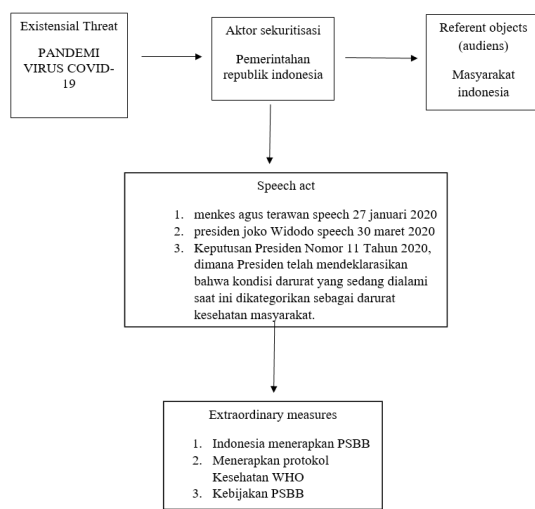 Existensial Threat
PANDEMI
VIRUS COVID-
19
Aktor sekuritisasi
Pemerintahan
republik indonesia
Referent objects
(audiens)
Masyarakat
indonesia
Speech act
1. menkes agus terawan speech 27 januari 2020
2. presiden joko Widodo speech 30 maret 2020
3. Keputusan Presiden Nomor 11 Tahun 2020,
dimana Presiden telah mendeklarasikan
bahwa kondisi darurat yang sedang dialami
saat ini dikategorikan sebagai darurat
kesehatan masyarakat.
Extraordinary measures
1. Indonesia menerapkan PSBB
2. Menerapkan protokol
Kesehatan WHO
3. Kebijakan PSBB